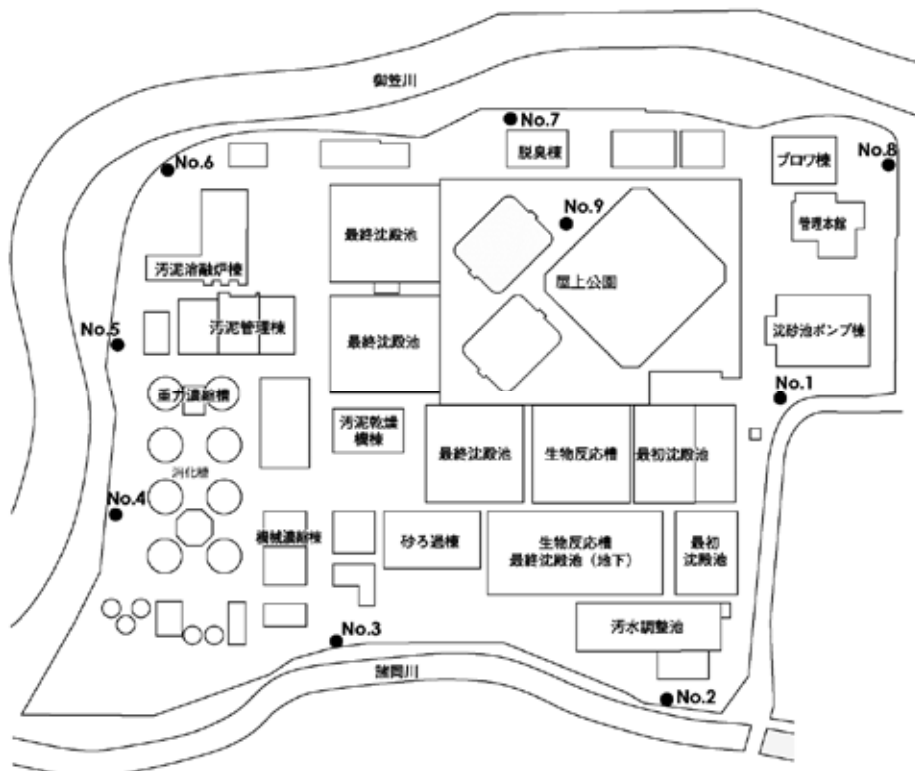 御笠川
No.7
脱臭棟
No.8
ブロワ棟
No.6
No.9
管理本館
最終沈殿池
汚泥溶融炉棟
屋上公園
No.5
汚泥管理棟
最終沈殿池
沈砂池ポンプ棟
No.1
重力濃縮槽
汚泥乾燥
機棟
最終沈殿池
生物反応槽
最初沈殿池
消化槽
No.4
機械濃縮棟
砂ろ過棟
生物反応槽
最終沈殿池（地下）
最初
沈殿池
No.3
汚水調整池
諸岡川
No.2